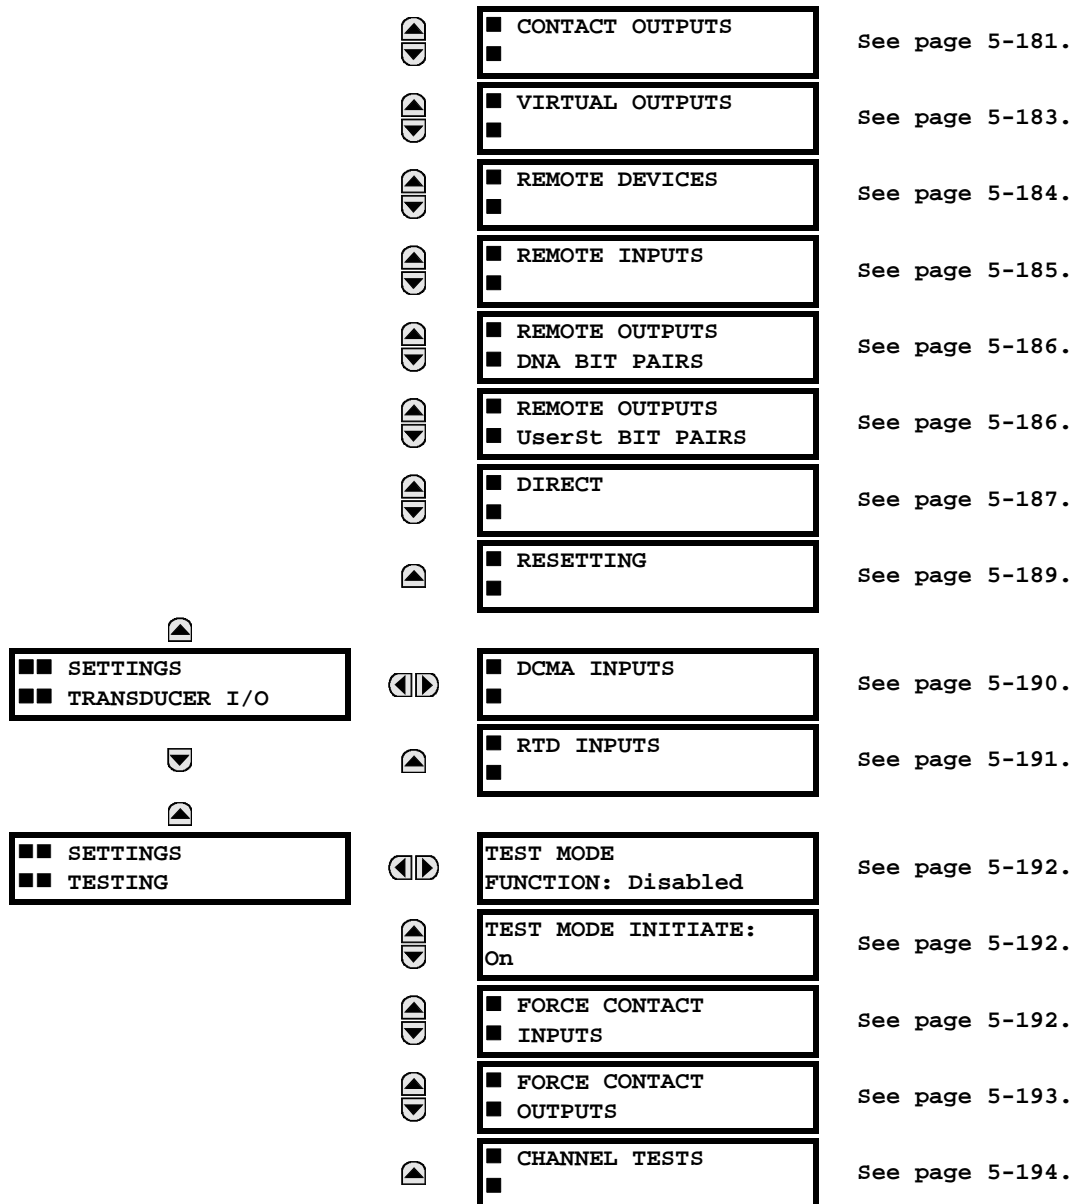 ■ CONTACT OUTPUTS
■
See page 5-181.
■ VIRTUAL OUTPUTS
■
See page 5-183.
■ REMOTE DEVICES
■
See page 5-184.
■ REMOTE INPUTS
■
See page 5-185.
■ REMOTE OUTPUTS
■ DNA BIT PAIRS
See page 5-186.
■ REMOTE OUTPUTS
■ UserSt BIT PAIRS
See page 5-186.
■ DIRECT
■
See page 5-187.
■ RESETTING
■
See page 5-189.
■■ SETTINGS
■■ TRANSDUCER I/O
■ DCMA INPUTS
■
See page 5-190.
■ RTD INPUTS
■
See page 5-191.
■■ SETTINGS
■■ TESTING
TEST MODE
FUNCTION: Disabled
See page 5-192.
TEST MODE INITIATE:
On
See page 5-192.
■ FORCE CONTACT
■ INPUTS
See page 5-192.
■ FORCE CONTACT
■ OUTPUTS
See page 5-193.
■ CHANNEL TESTS
■
See page 5-194.